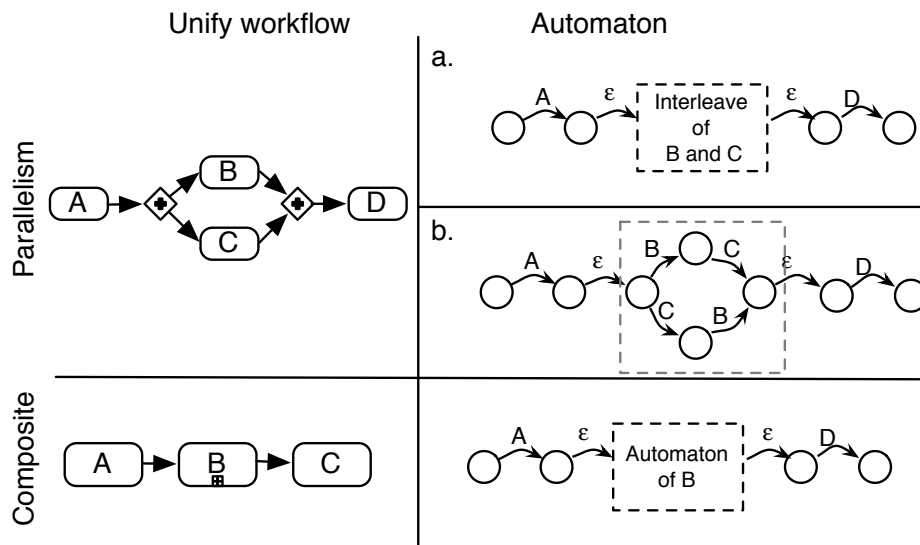 Unify workflow
Automaton
Parallelism
A
B
C
D
a.
A
ε
Interleave
of
B and C
ε
D
b.
A
ε
B
C
C
B
ε
D
Composite
A
B
C
A
ε
Automaton
of B
ε
D